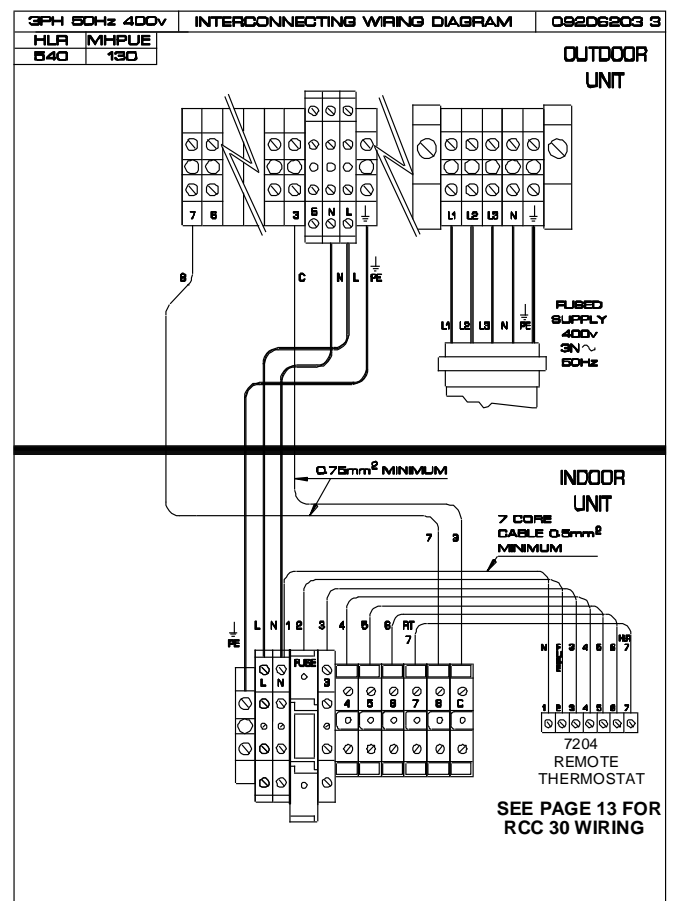 3PH 50Hz 400v INTERCONNECTING WIRING DIAGRAM 09206203 3
HLR MHPUE
540 130
OUTDOOR
UNIT
7 6 3 S N L
L1 L2 L3 N
8 C N L PE
L1 L2 L3 N PE
FUSED
SUPPLY
400v
3N~
50Hz
0.75mm² MINIMUM
INDOOR
UNIT
7 CORE
CABLE 0.5mm²
MINIMUM
7 9
PE L N 1 2 3 4 5 6 RT
7
N 3 4 5 6 7
L N FUSE 3 4 5 6 7 8 C
1 2 3 4 5 6 7
7204
REMOTE
THERMOSTAT
SEE PAGE 13 FOR
RCC 30 WIRING